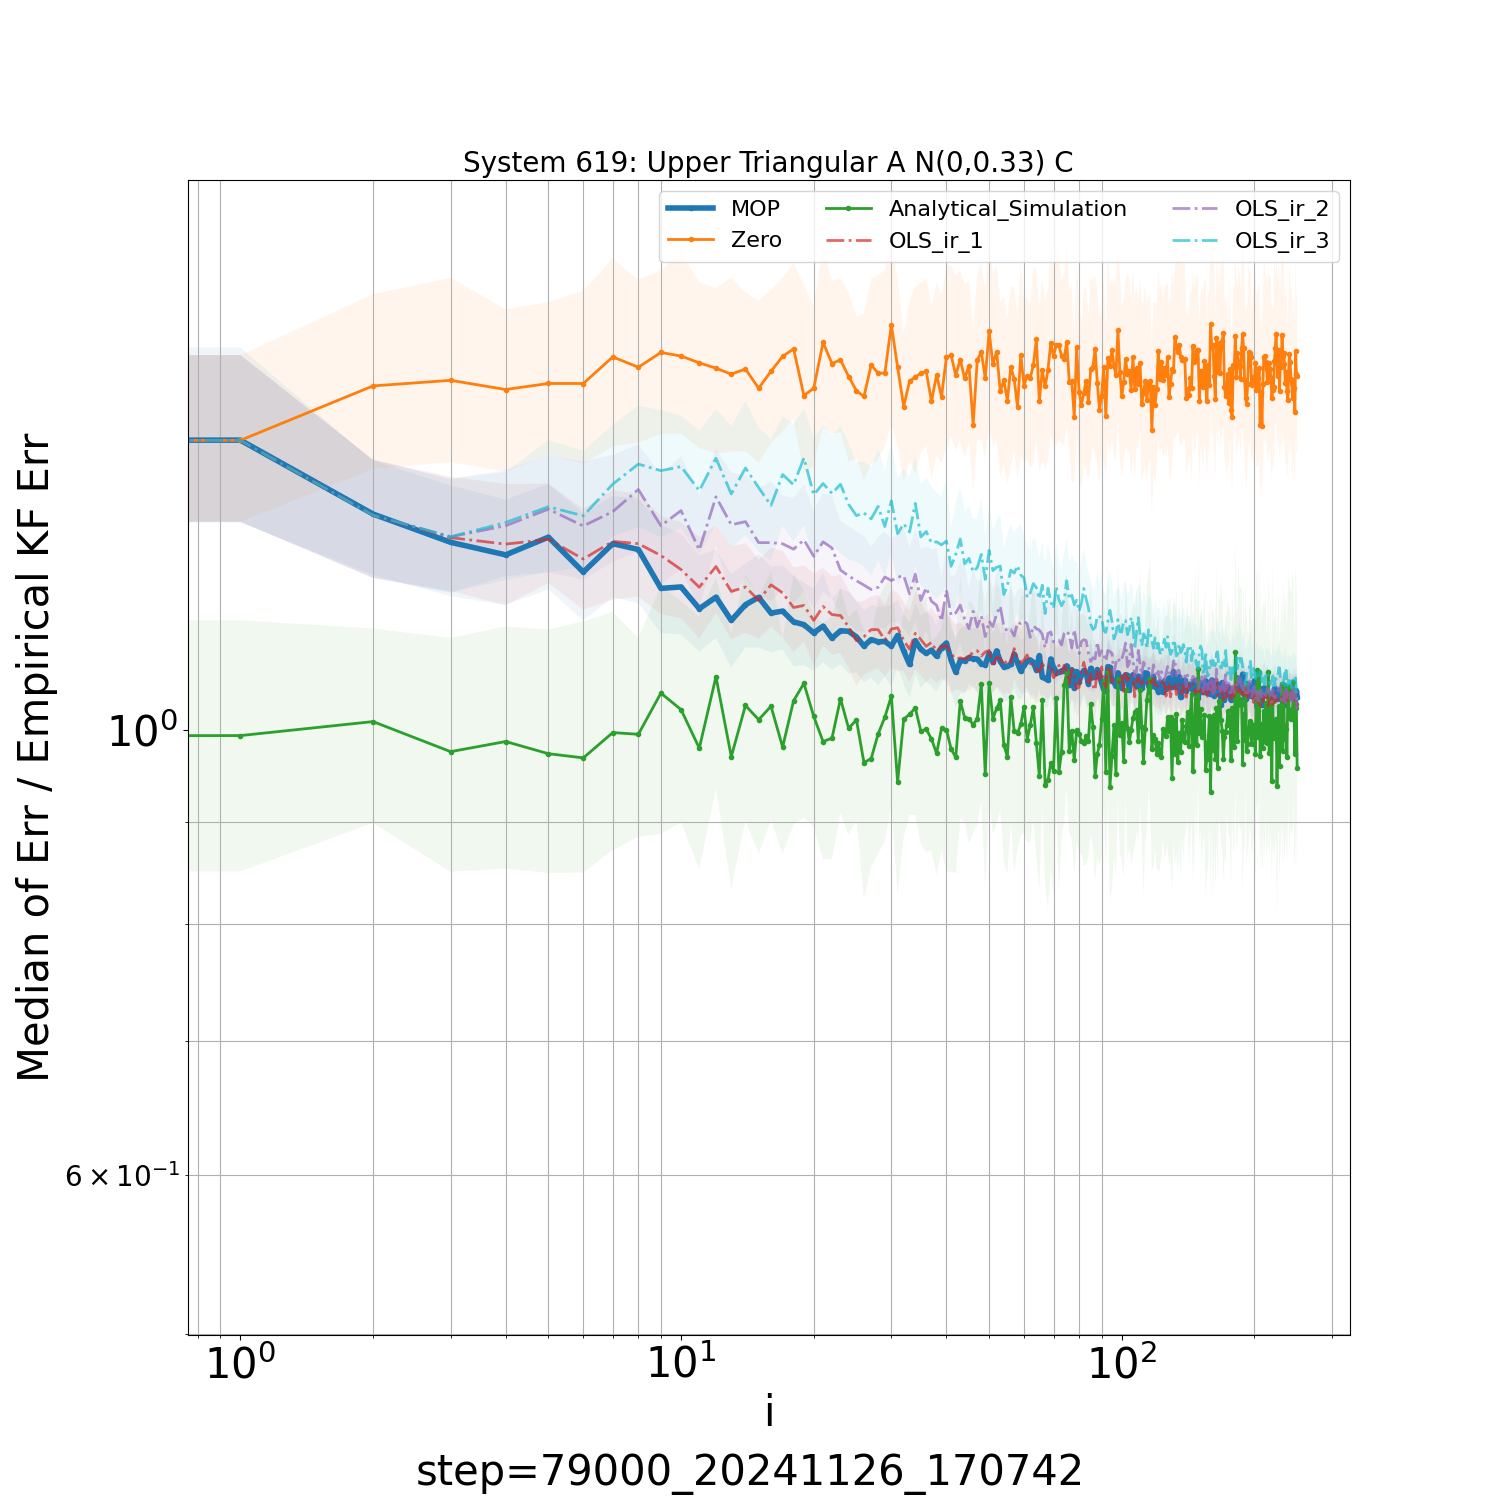 System 619: Upper Triangular A N(0,0.33) C
MOP
Zero
Analytical_Simulation
OLS_ir_1
OLS_ir_2
OLS_ir_3
Median of Err / Empirical KF Err
10⁰
6 × 10⁻¹
10⁰ 10¹ 10²
i
step=79000_20241126_170742